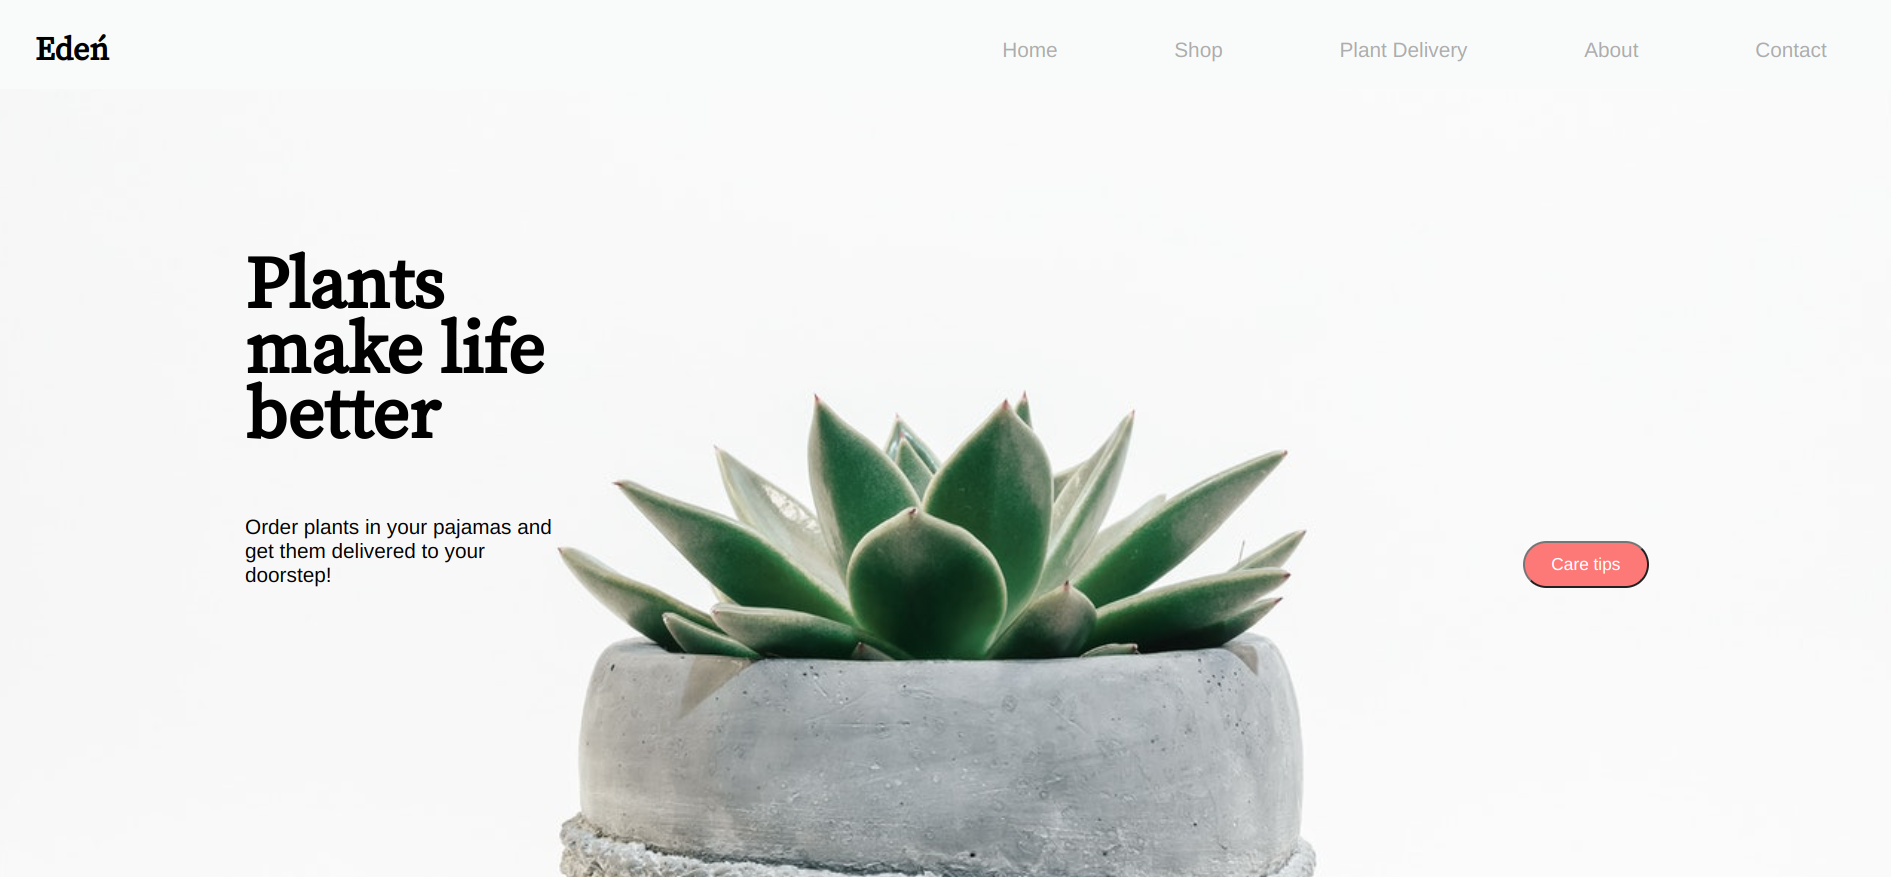 Edeń
Home
Shop
Plant Delivery
About
Contact
Plants
make life
better
Order plants in your pajamas and
get them delivered to your
doorstep!
Care tips